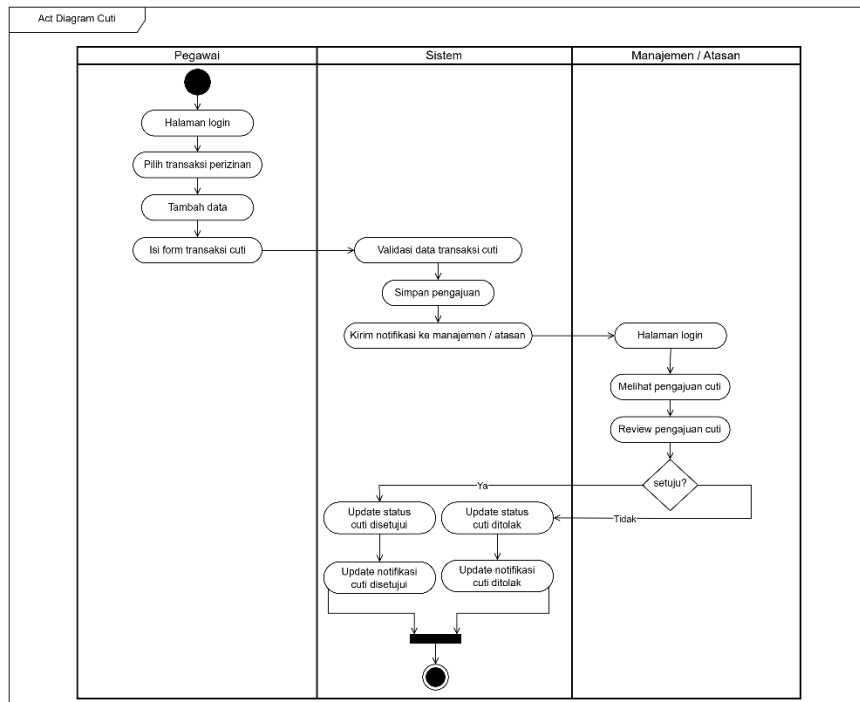 Act Diagram Cuti
Pegawai
Sistem
Manajemen / Atasan
Halaman login
Pilih transaksi perizinan
Tambah data
Isi form transaksi cuti
Validasi data transaksi cuti
Simpan pengajuan
Kirim notifikasi ke manajemen / atasan
Halaman login
Melihat pengajuan cuti
Review pengajuan cuti
setuju?
Ya
Tidak
Update status
cuti disetujui
Update status
cuti ditolak
Update notifikasi
cuti disetujui
Update notifikasi
cuti ditolak